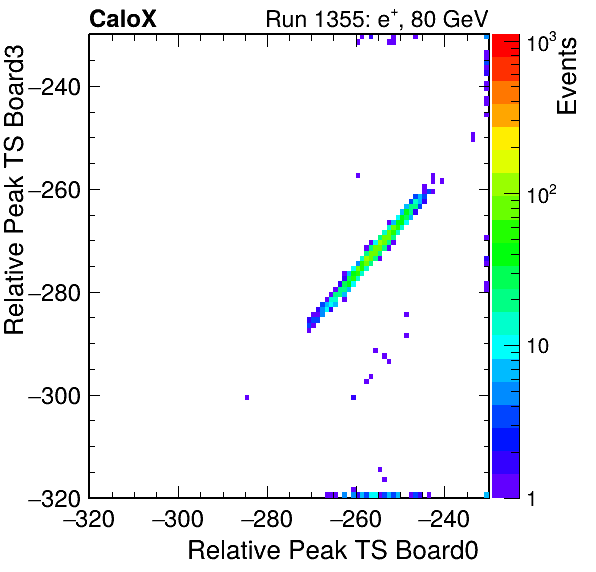 CaloX Run 1355: e⁺, 80 GeV
Relative Peak TS Board3
−240
−260
−280
−300
−320
−320 −300 −280 −260 −240
Relative Peak TS Board0
Events
10³
10²
10
1